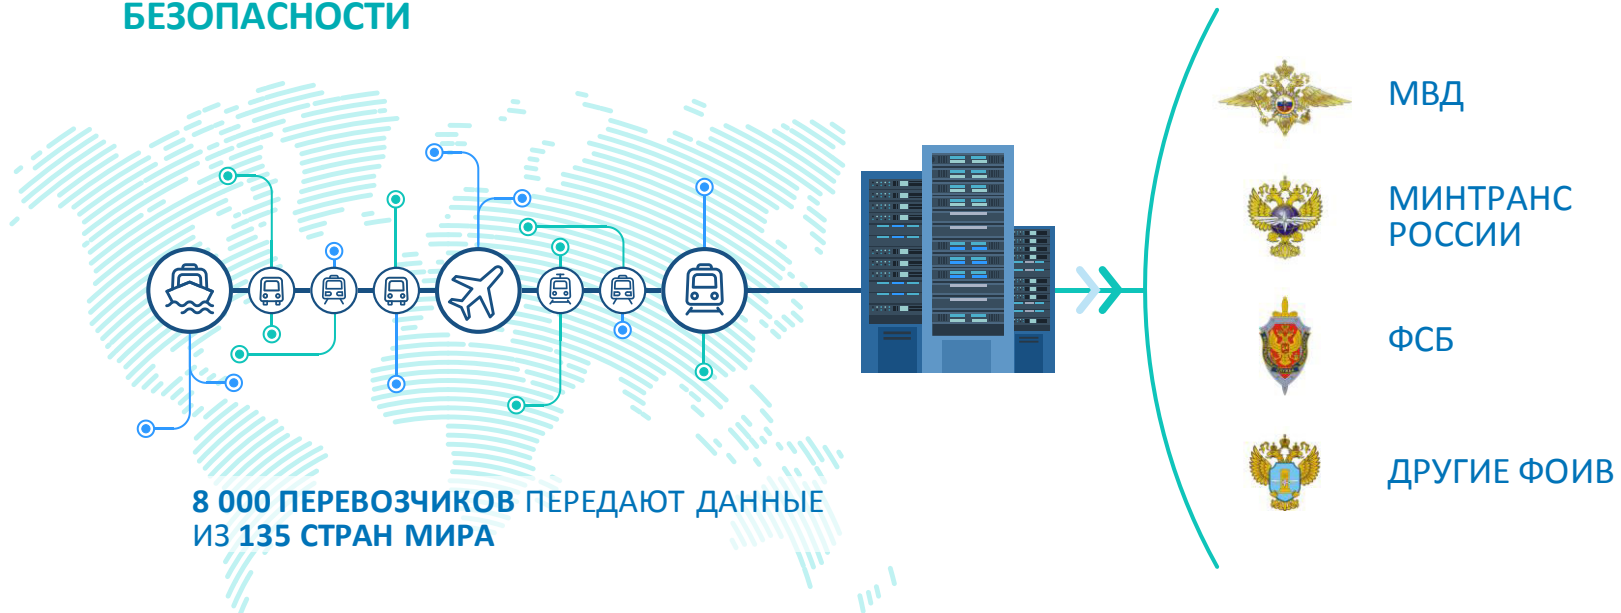 БЕЗОПАСНОСТИ
МВД
МИНТРАНС
РОССИИ
ФСБ
ДРУГИЕ ФОИВ
8 000 ПЕРЕВОЗЧИКОВ ПЕРЕДАЮТ ДАННЫЕ
ИЗ 135 СТРАН МИРА